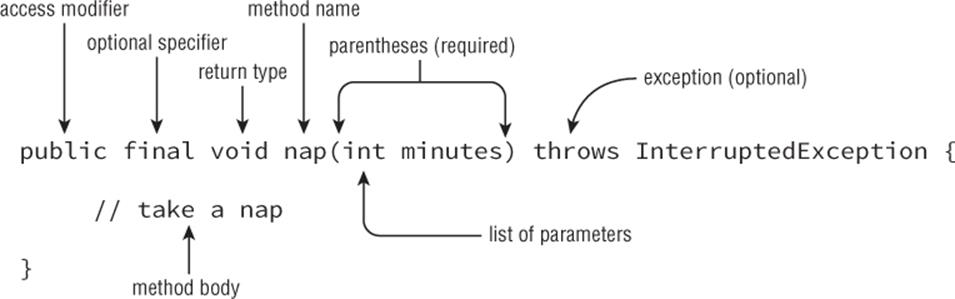 access modifier
method name
optional specifier
parentheses (required)
return type
exception (optional)
public final void nap(int minutes) throws InterruptedException {
// take a nap
list of parameters
}
method body